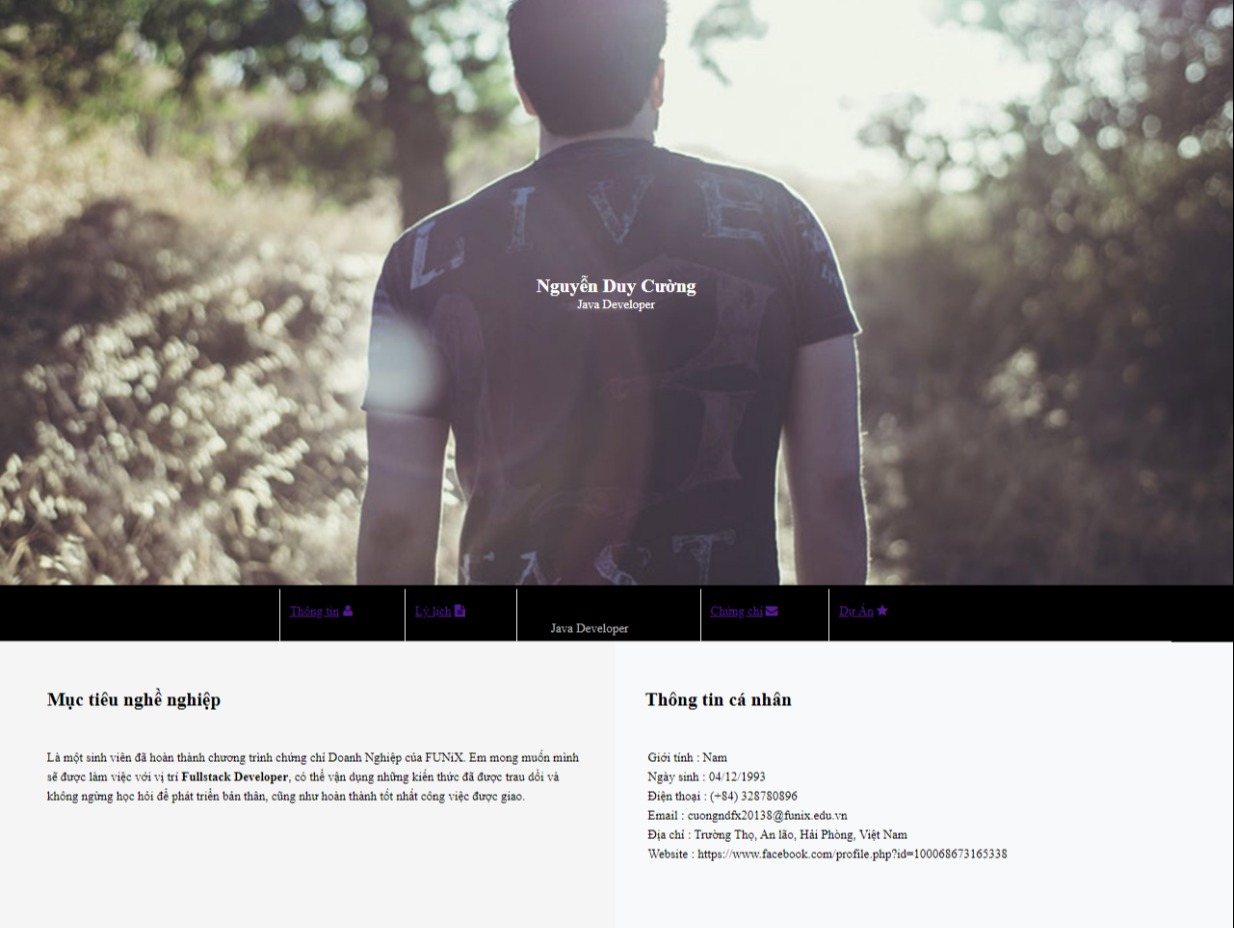 LIVE
Nguyễn Duy Cường
Java Developer
Thông tin
Lý lịch
Java Developer
Chứng chỉ
Dự Án
Mục tiêu nghề nghiệp
Là một sinh viên đã hoàn thành chương trình chứng chỉ Doanh Nghiệp của FUNiX. Em mong muốn mình
sẽ được làm việc với vị trí Fullstack Developer, có thể vận dụng những kiến thức đã được trau dồi và
không ngừng học hỏi để phát triển bản thân, cũng như hoàn thành tốt nhất công việc được giao.
Thông tin cá nhân
Giới tính : Nam
Ngày sinh : 04/12/1993
Điện thoại : (+84) 328780896
Email : cuongndfx20138@funix.edu.vn
Địa chỉ : Trường Thọ, An lão, Hải Phòng, Việt Nam
Website : https://www.facebook.com/profile.php?id=100068673165338